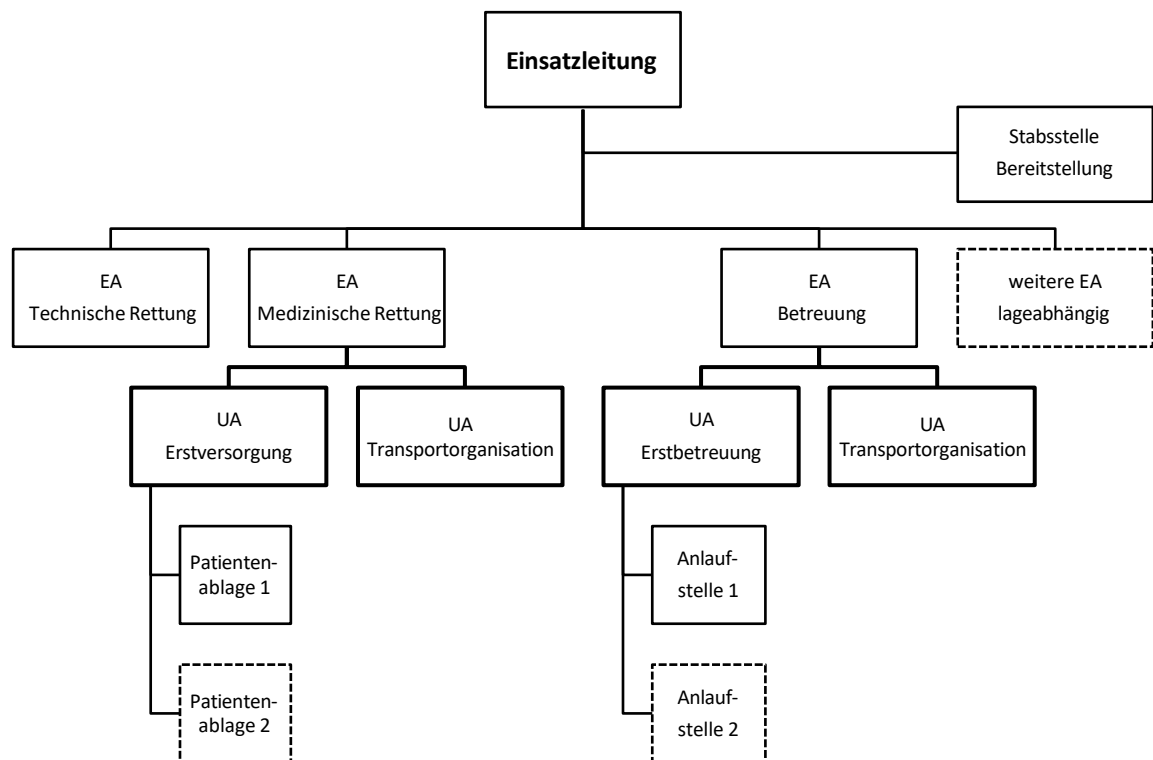 Einsatzleitung
Stabsstelle
Bereitstellung
EA
Technische Rettung
EA
Medizinische Rettung
EA
Betreuung
weitere EA
lageabhängig
UA
Erstversorgung
UA
Transportorganisation
UA
Erstbetreuung
UA
Transportorganisation
Patienten-
ablage 1
Anlauf-
stelle 1
Patienten-
ablage 2
Anlauf-
stelle 2